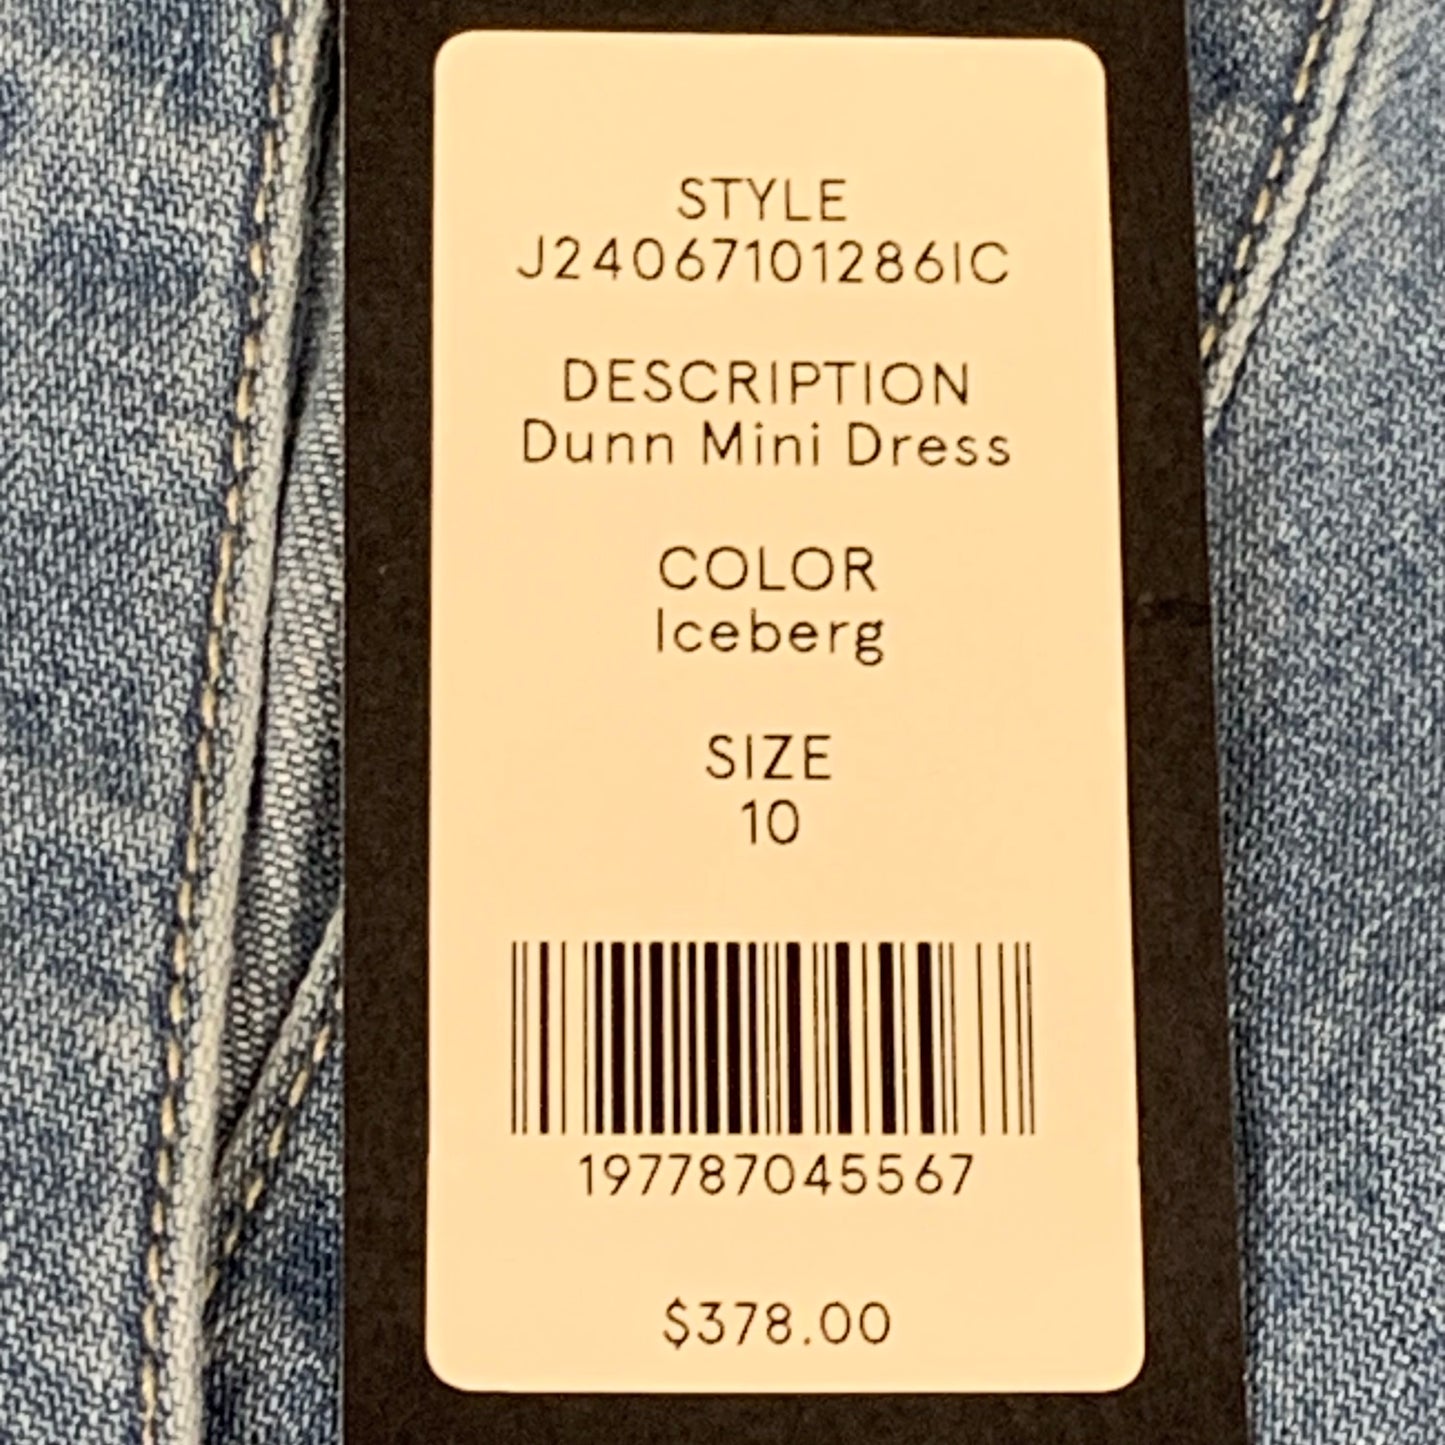 STYLE
J24067101286IC
DESCRIPTION
Dunn Mini Dress
COLOR
Iceberg
SIZE
10
197787045567
$378.00